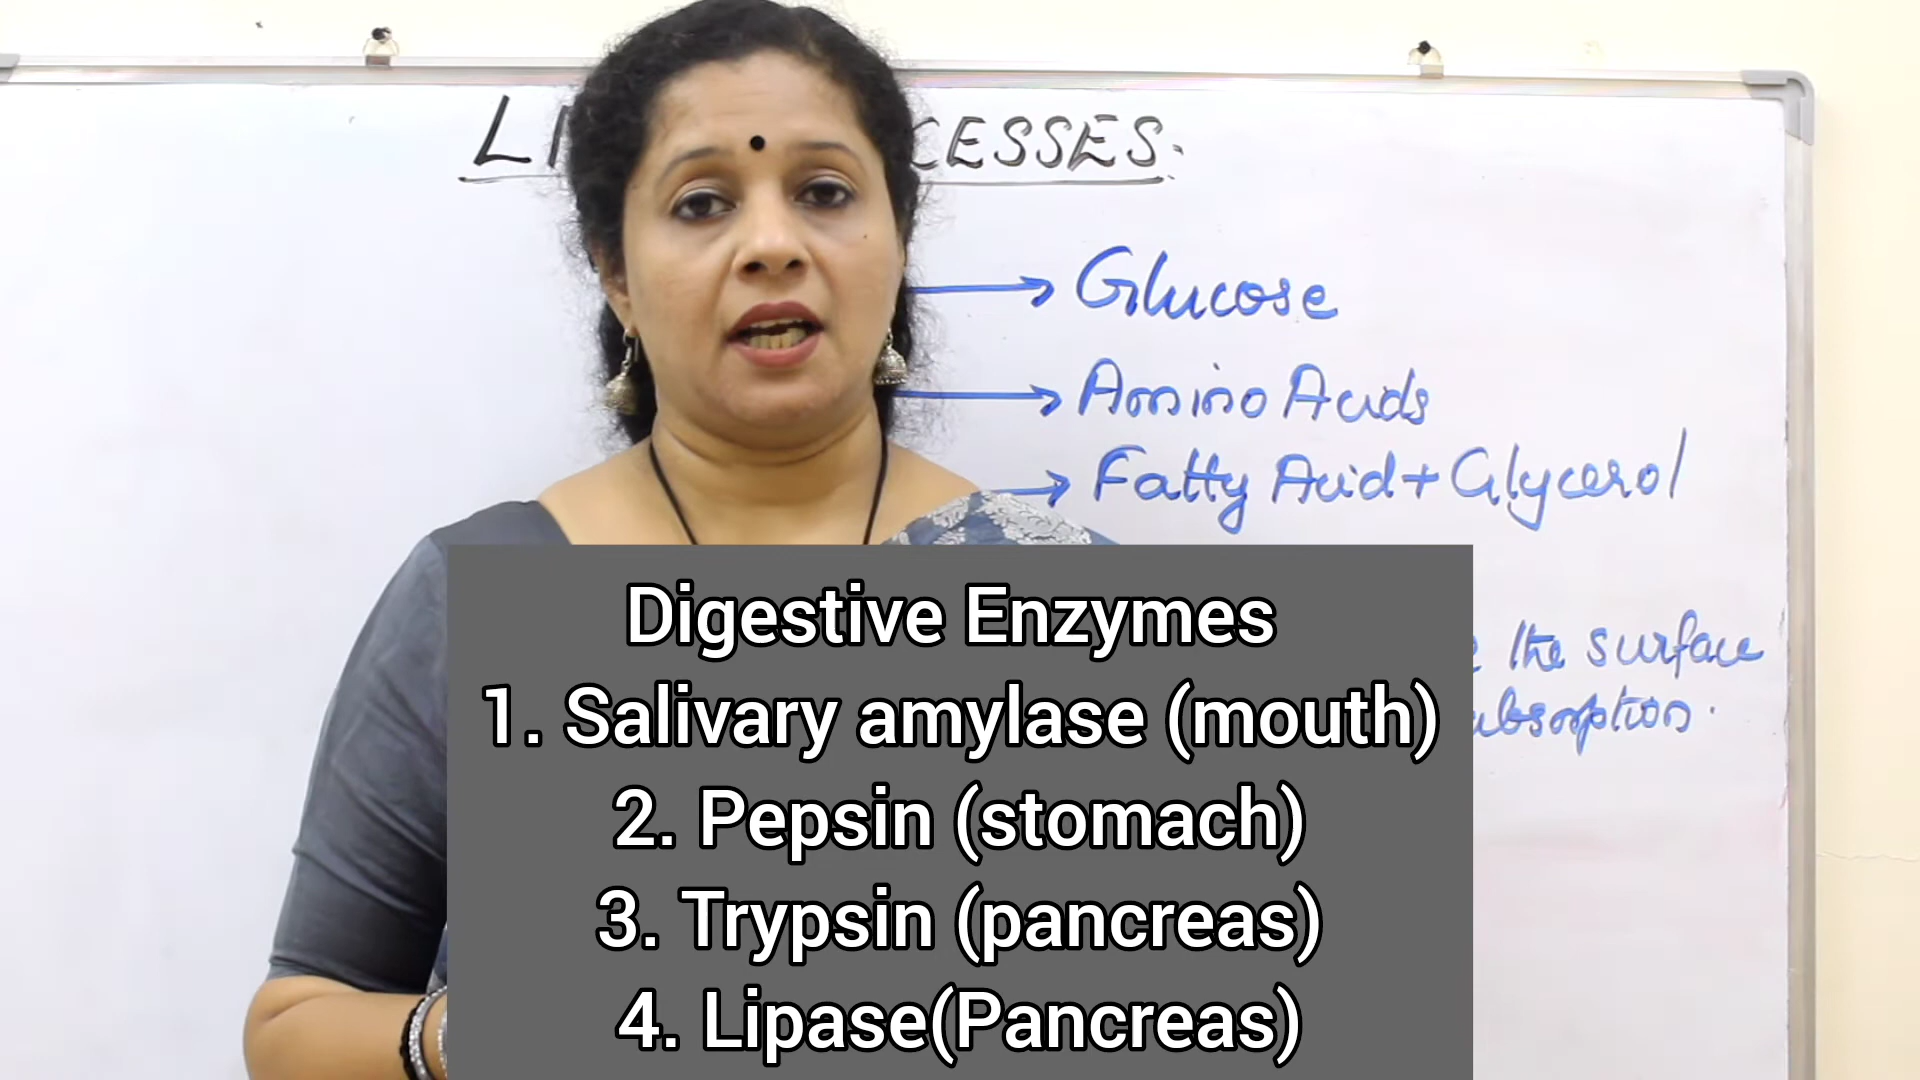 CESSES.
Glucose
Amino Acids
Fatty Acid + Glycerol
the surface
absorption.
Digestive Enzymes
1. Salivary amylase (mouth)
2. Pepsin (stomach)
3. Trypsin (pancreas)
4. Lipase(Pancreas)